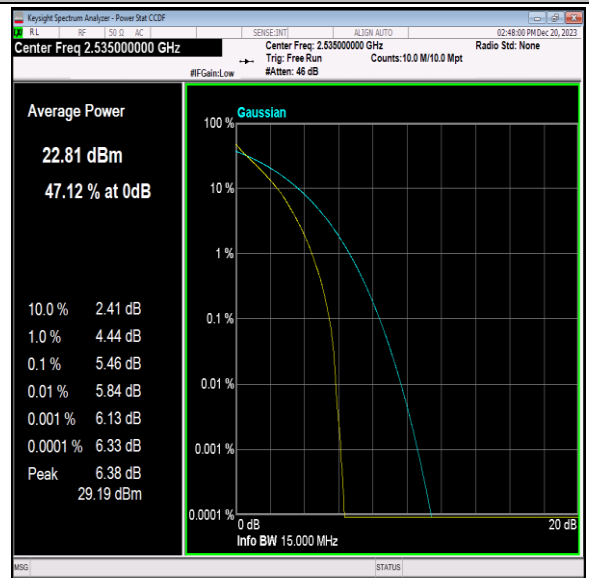 Keysight Spectrum Analyzer - Power Stat CCDF
RL RF 50 Ω AC SENSE:INT ALIGN AUTO 02:48:00 PM Dec 20, 2023
Center Freq 2.535000000 GHz
Center Freq: 2.535000000 GHz Radio Std: None
Trig: Free Run Counts:10.0 M/10.0 Mpt
#IFGain:Low #Atten: 46 dB
Average Power
22.81 dBm
47.12 % at 0dB
10.0 % 2.41 dB
1.0 % 4.44 dB
0.1 % 5.46 dB
0.01 % 5.84 dB
0.001 % 6.13 dB
0.0001 % 6.33 dB
Peak 6.38 dB
29.19 dBm
Gaussian
100 %
10 %
1 %
0.1 %
0.01 %
0.001 %
0.0001 %
0 dB 20 dB
Info BW 15.000 MHz
MSG STATUS